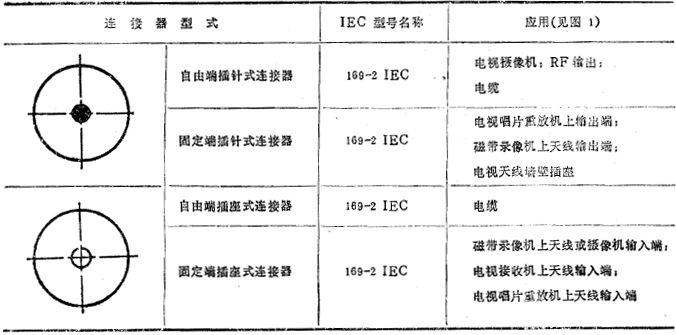 连接器型式 IEC 型号名称 应用(见图 1)
自由端插针式连接器 169-2 IEC 电视摄像机; RF 输出;
电缆
固定端插针式连接器 169-2 IEC 电视唱片重放机上输出端;
磁带录像机上天线输出端;
电视天线墙壁插座
自由端插座式连接器 169-2 IEC 电缆
固定端插座式连接器 169-2 IEC 磁带录像机上天线或摄像机输入端;
电视接收机上天线输入端;
电视唱片重放机上天线输入端